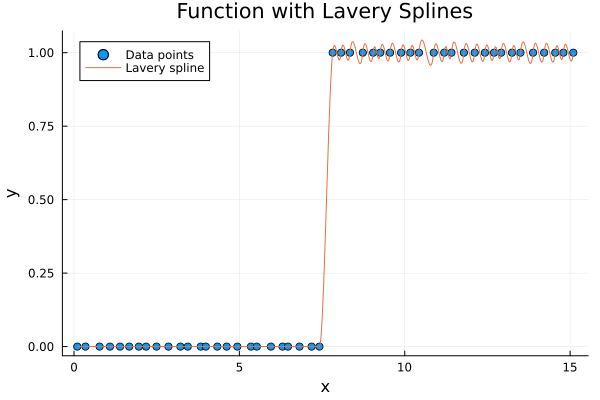 Function with Lavery Splines
Data points
Lavery spline
1.00
0.75
0.50
0.25
0.00
y
0
5
10
15
x